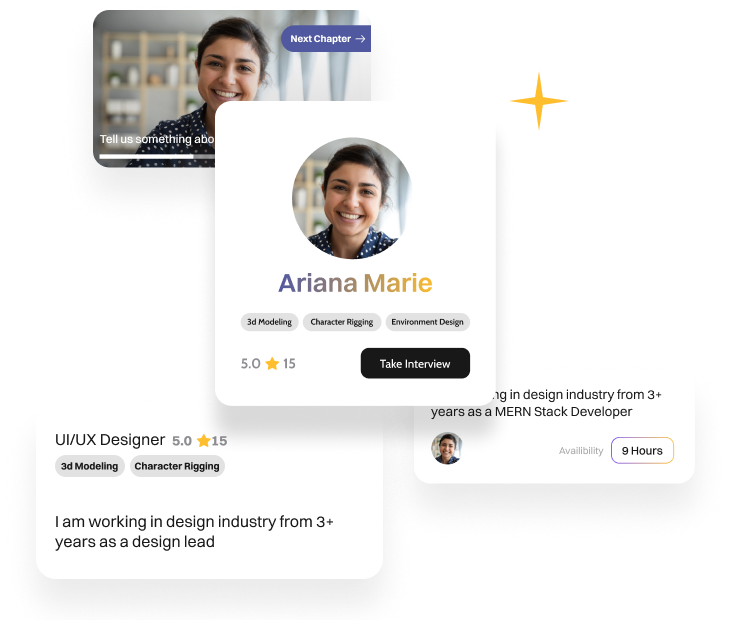 Next Chapter →
Tell us something abo
Ariana Marie
3d Modeling Character Rigging Environment Design
5.0 15 Take Interview
ng in design industry from 3+
years as a MERN Stack Developer
Availibility 9 Hours
UI/UX Designer 5.0 15
3d Modeling Character Rigging
I am working in design industry from 3+
years as a design lead